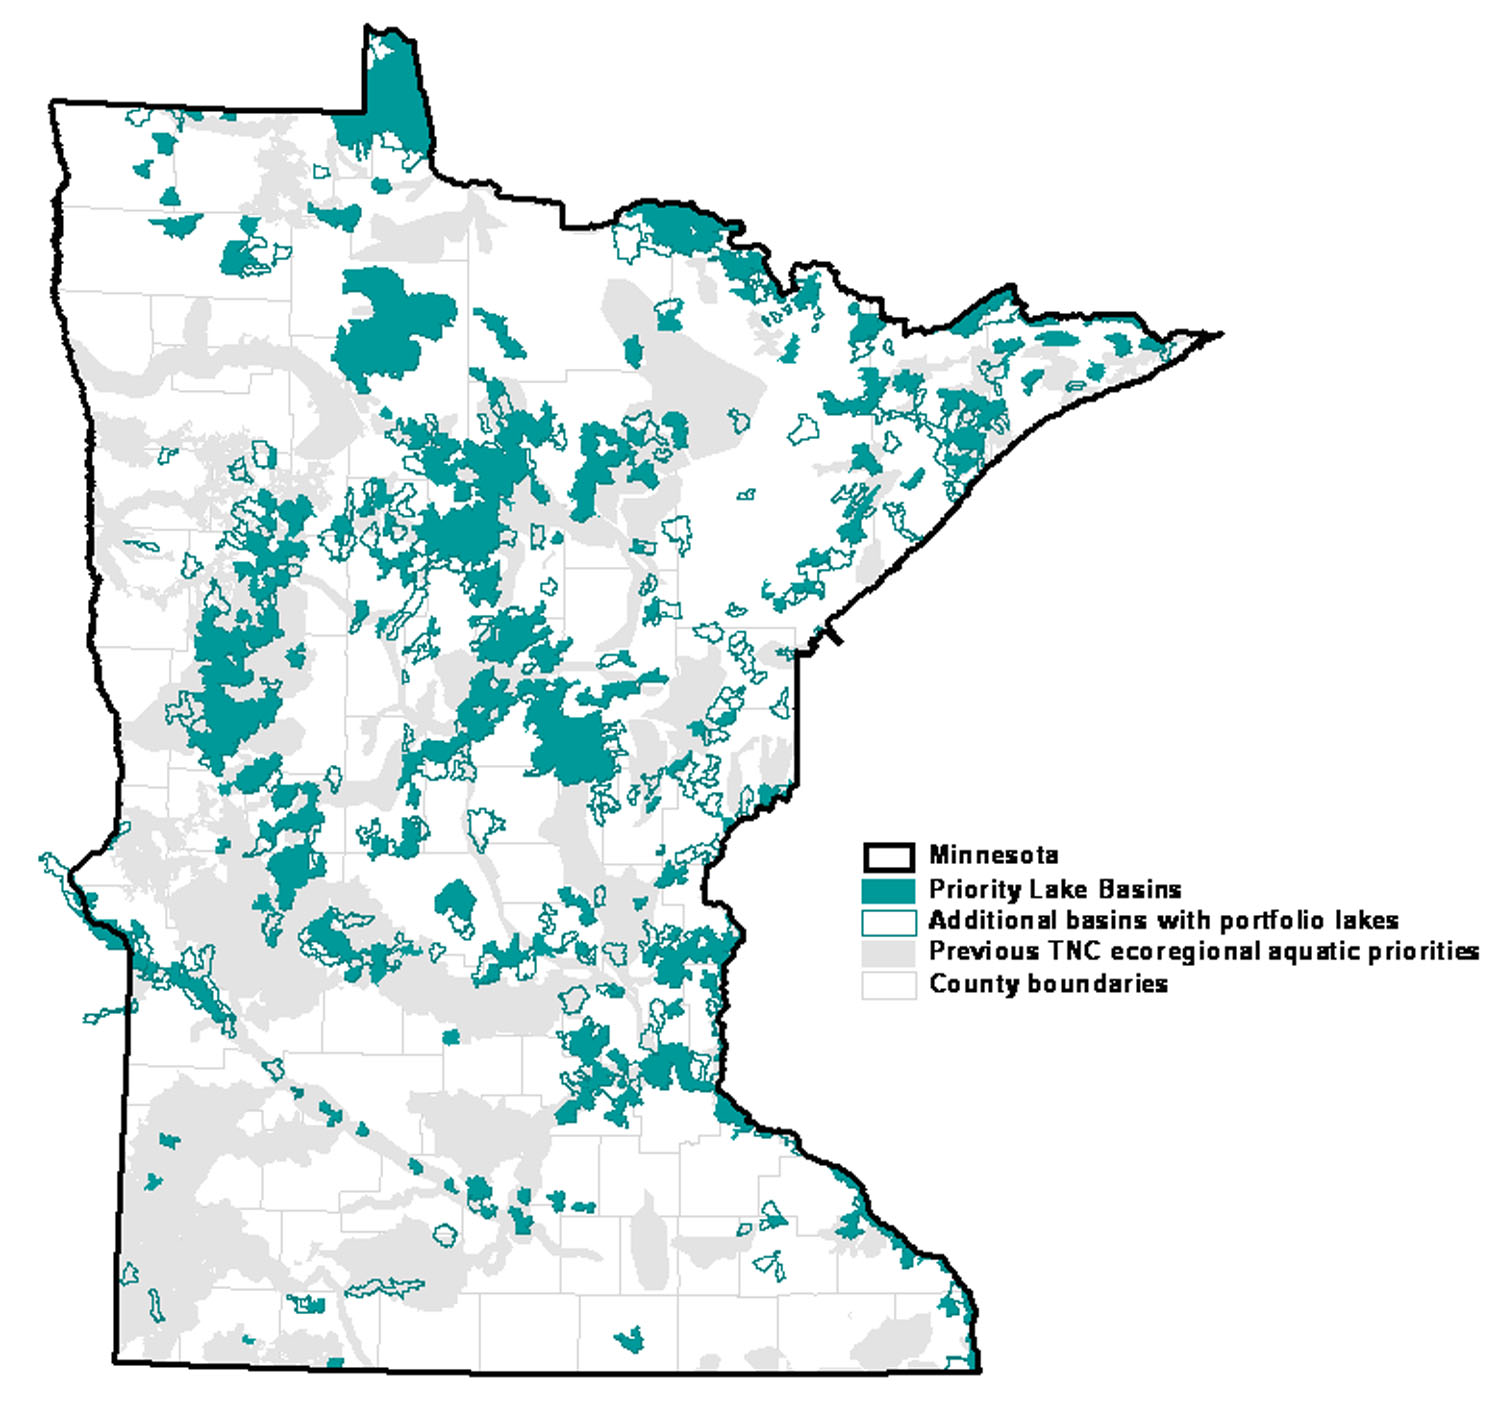 Minnesota
Priority Lake Basins
Additional basins with portfolio lakes
Previous TNC ecoregional aquatic priorities
County boundaries